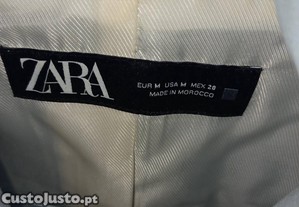 ZARA
EUR M USA M MEX 28
MADE IN MOROCCO
CustoJusto.pt